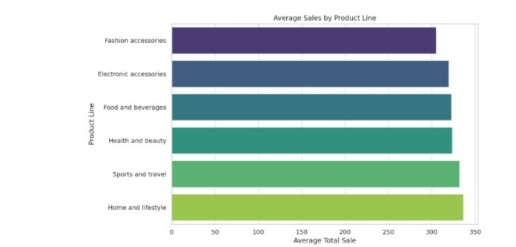 Average Sales by Product Line
Product Line
Fashion accessories
Electronic accessories
Food and beverages
Health and beauty
Sports and travel
Home and lifestyle
0 50 100 150 200 250 300 350
Average Total Sale